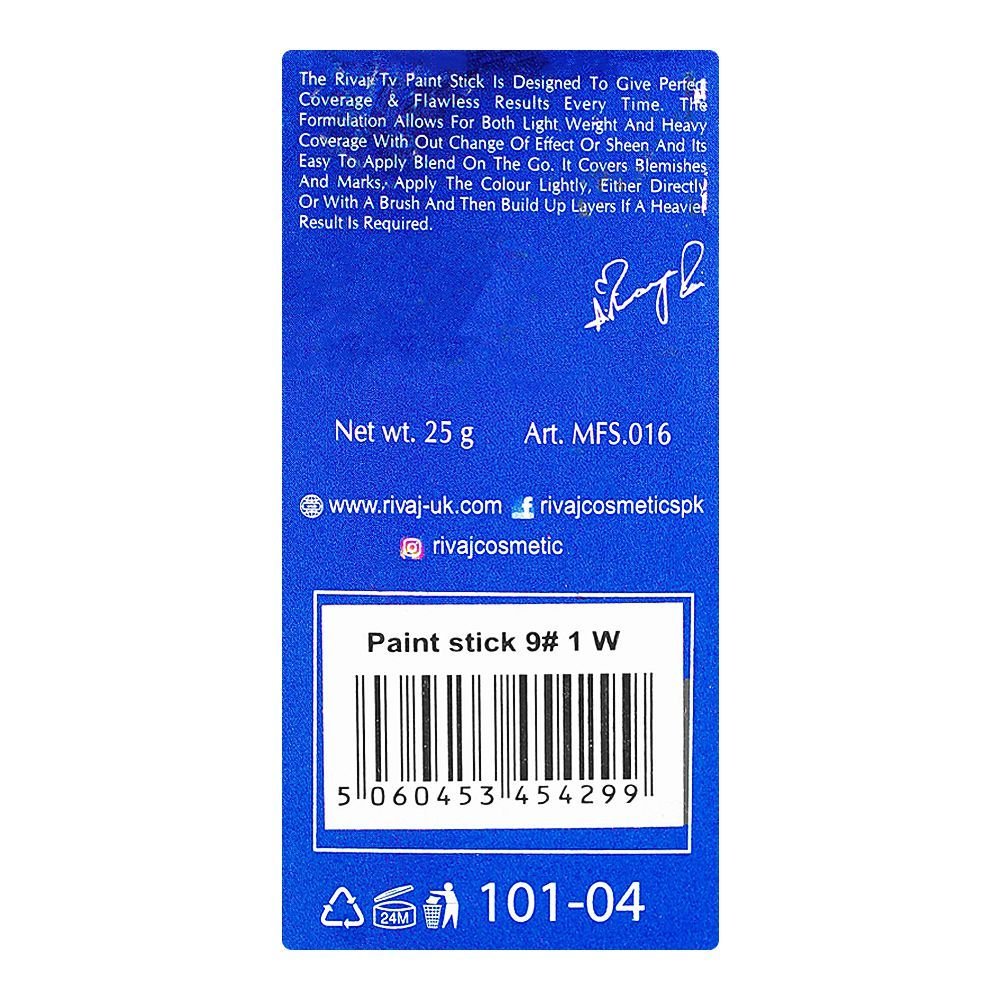 The Rivaj Tv Paint Stick Is Designed To Give Perfect
Coverage & Flawless Results Every Time. The
Formulation Allows For Both Light Weight And Heavy
Coverage With Out Change Of Effect Or Sheen And Its
Easy To Apply Blend On The Go. It Covers Blemishes
And Marks, Apply The Colour Lightly, Either Directly
Or With A Brush And Then Build Up Layers If A Heavier
Result Is Required.
Net wt. 25 g Art. MFS.016
www.rivaj-uk.com rivajcosmeticspk
rivajcosmetic
Paint stick 9# 1 W
5 060453 454299
24M 101-04